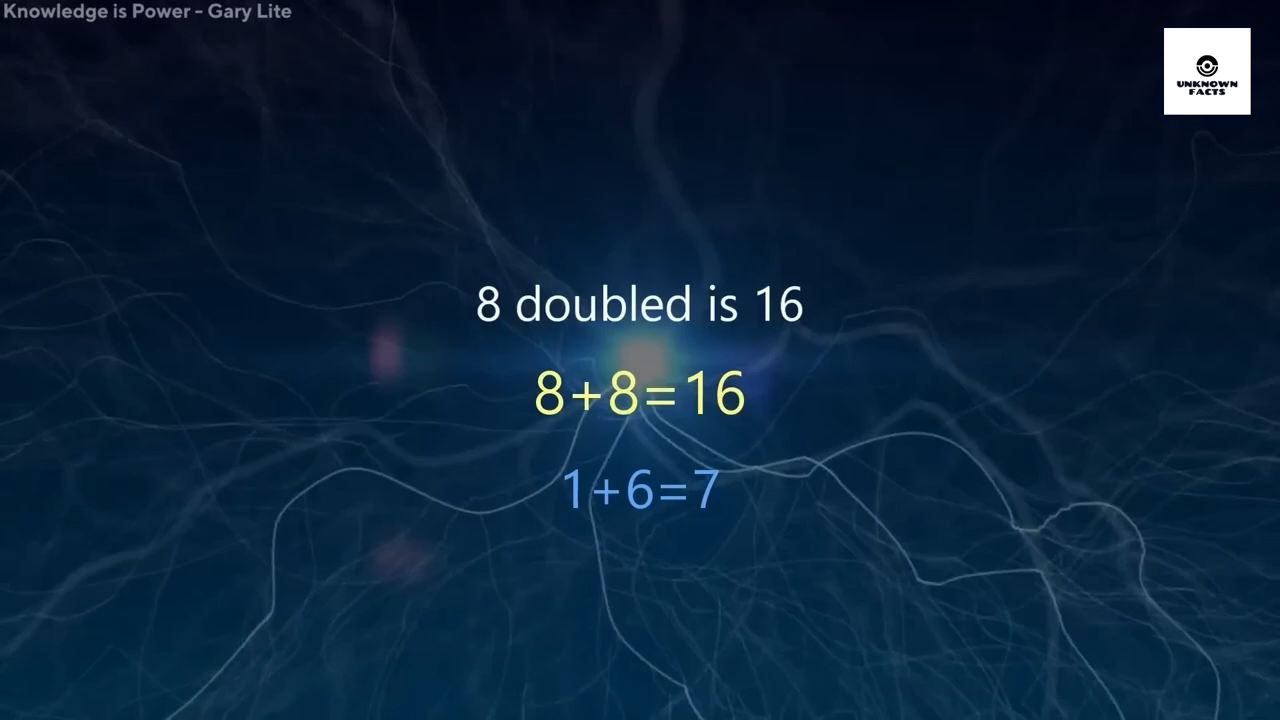 Knowledge is Power - Gary Lite
UNKNOWN
FACTS
8 doubled is 16
8+8=16
1+6=7